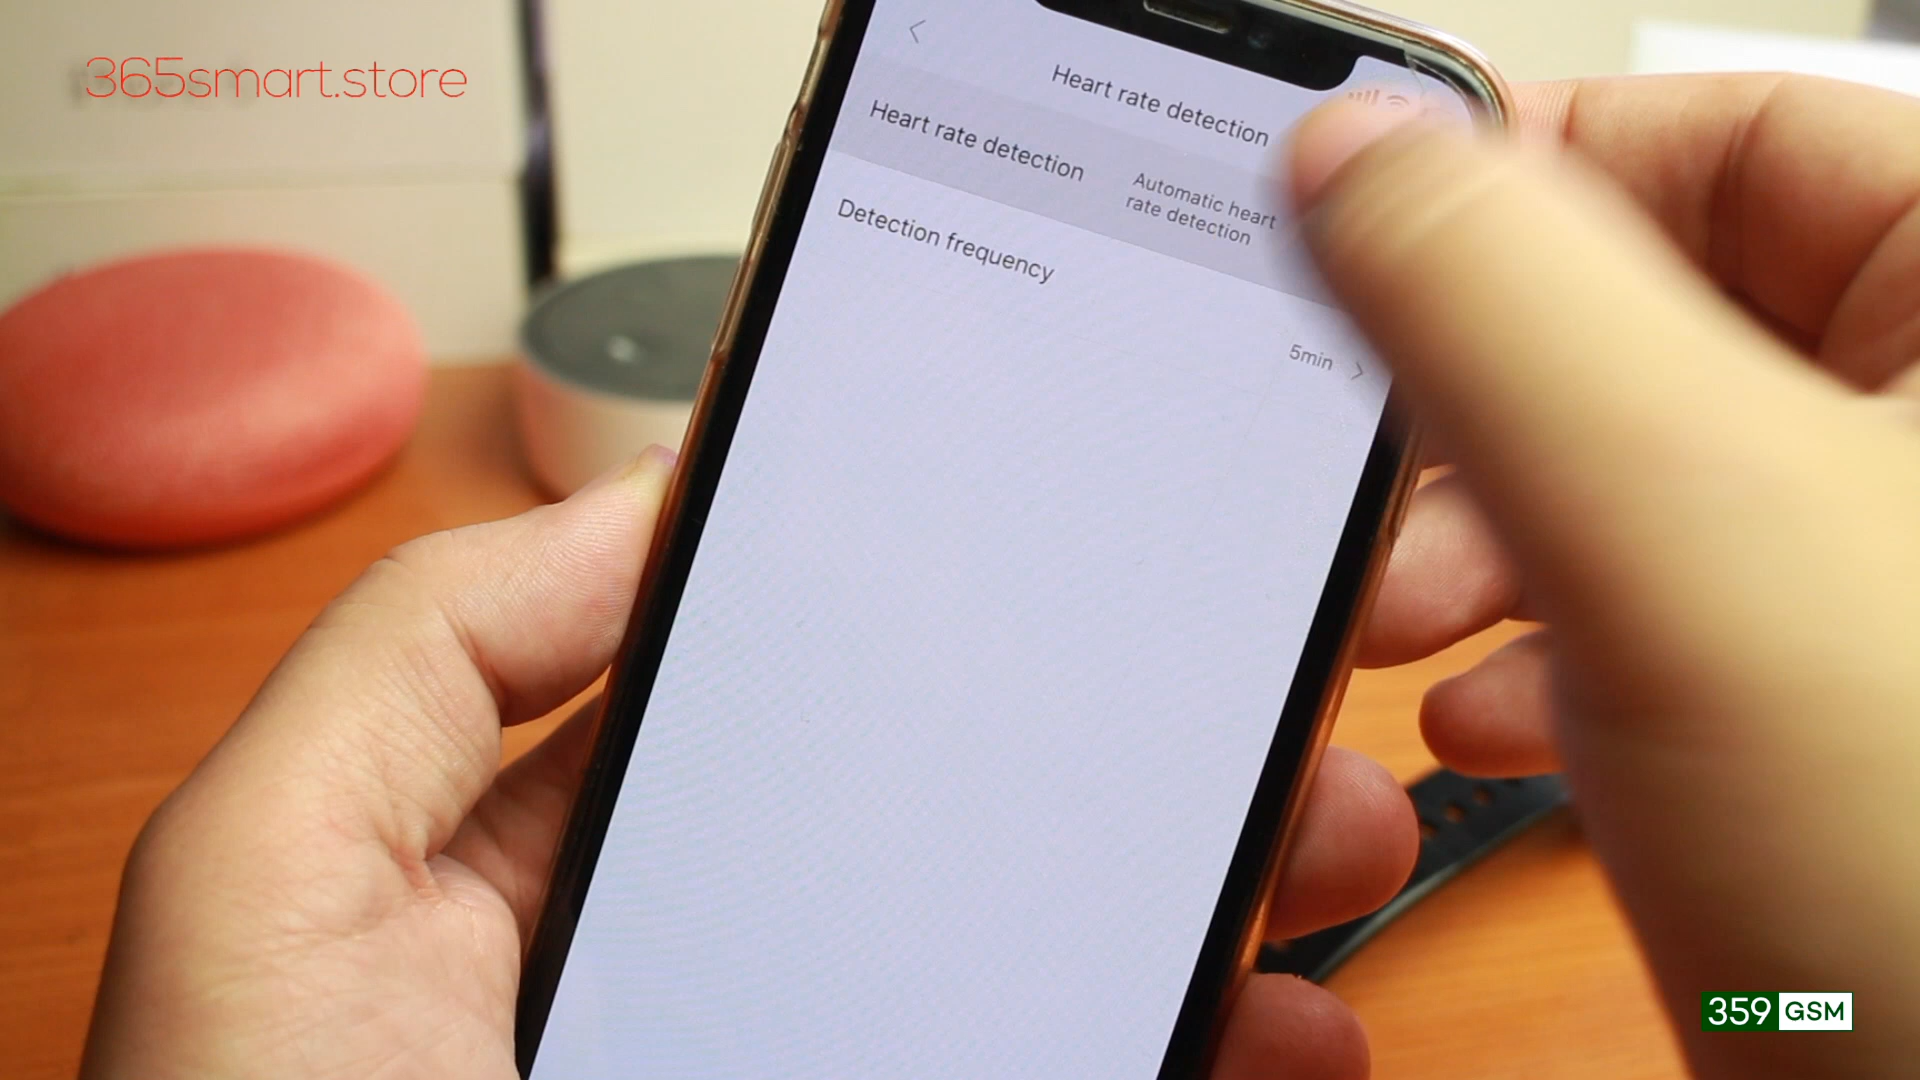 365smart.store
Heart rate detection
Heart rate detection
Automatic heart
rate detection
Detection frequency
5min
359 GSM